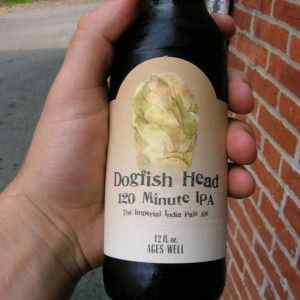 Dogfish Head
120 Minute IPA
The Imperial India Pale Ale
12 fl. oz.
AGES WELL